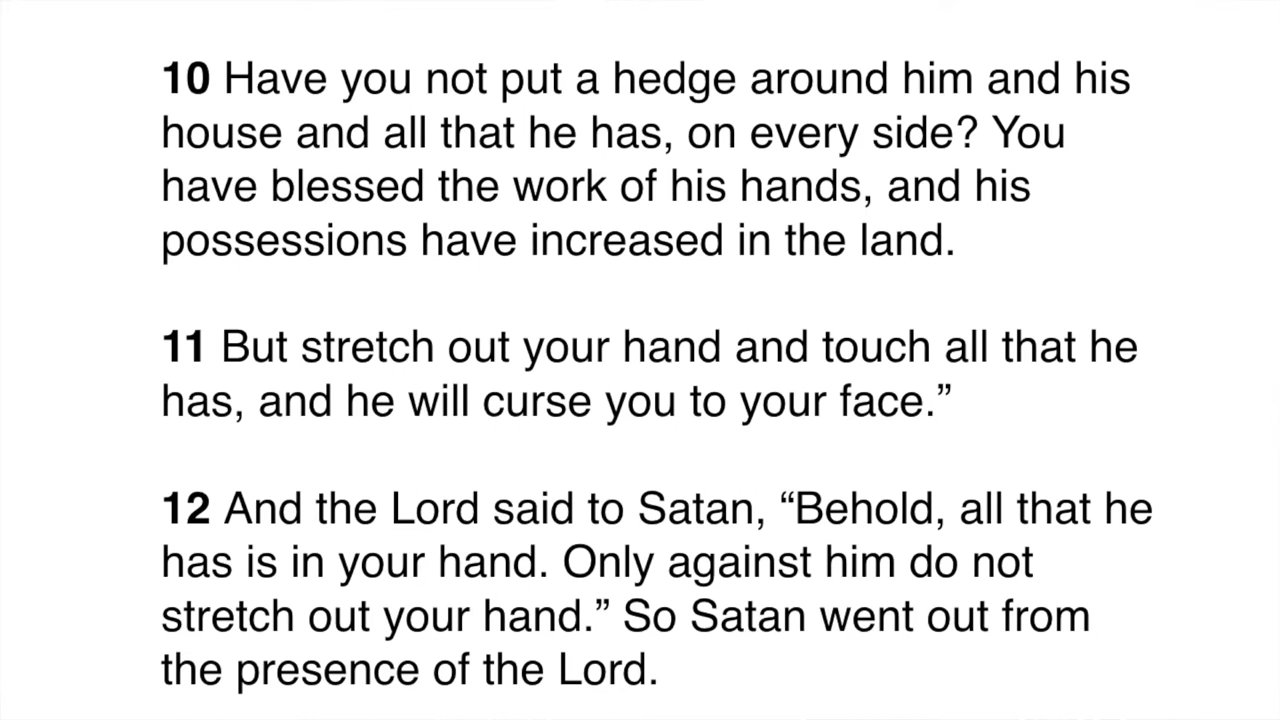 10 Have you not put a hedge around him and his
house and all that he has, on every side? You
have blessed the work of his hands, and his
possessions have increased in the land.
11 But stretch out your hand and touch all that he
has, and he will curse you to your face.”
12 And the Lord said to Satan, “Behold, all that he
has is in your hand. Only against him do not
stretch out your hand.” So Satan went out from
the presence of the Lord.